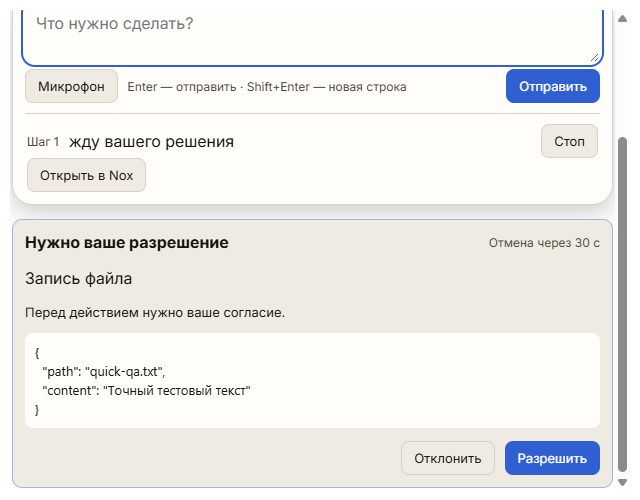 Что нужно сделать?
Микрофон Enter — отправить · Shift+Enter — новая строка Отправить
Шаг 1 жду вашего решения Стоп
Открыть в Nox
Нужно ваше разрешение Отмена через 30 с
Запись файла
Перед действием нужно ваше согласие.
{
  "path": "quick-qa.txt",
  "content": "Точный тестовый текст"
}
Отклонить Разрешить